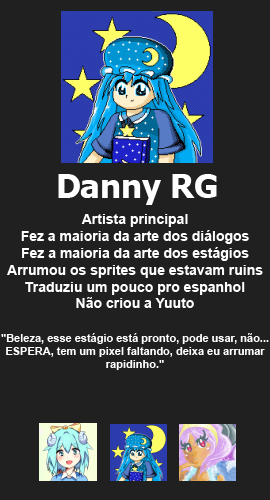 Danny RG
Artista principal
Fez a maioria da arte dos diálogos
Fez a maioria da arte dos estágios
Arrumou os sprites que estavam ruins
Traduziu um pouco pro espanhol
Não criou a Yuuto
"Beleza, esse estágio está pronto, pode usar, não...
ESPERA, tem um pixel faltando, deixa eu arrumar
rapidinho."